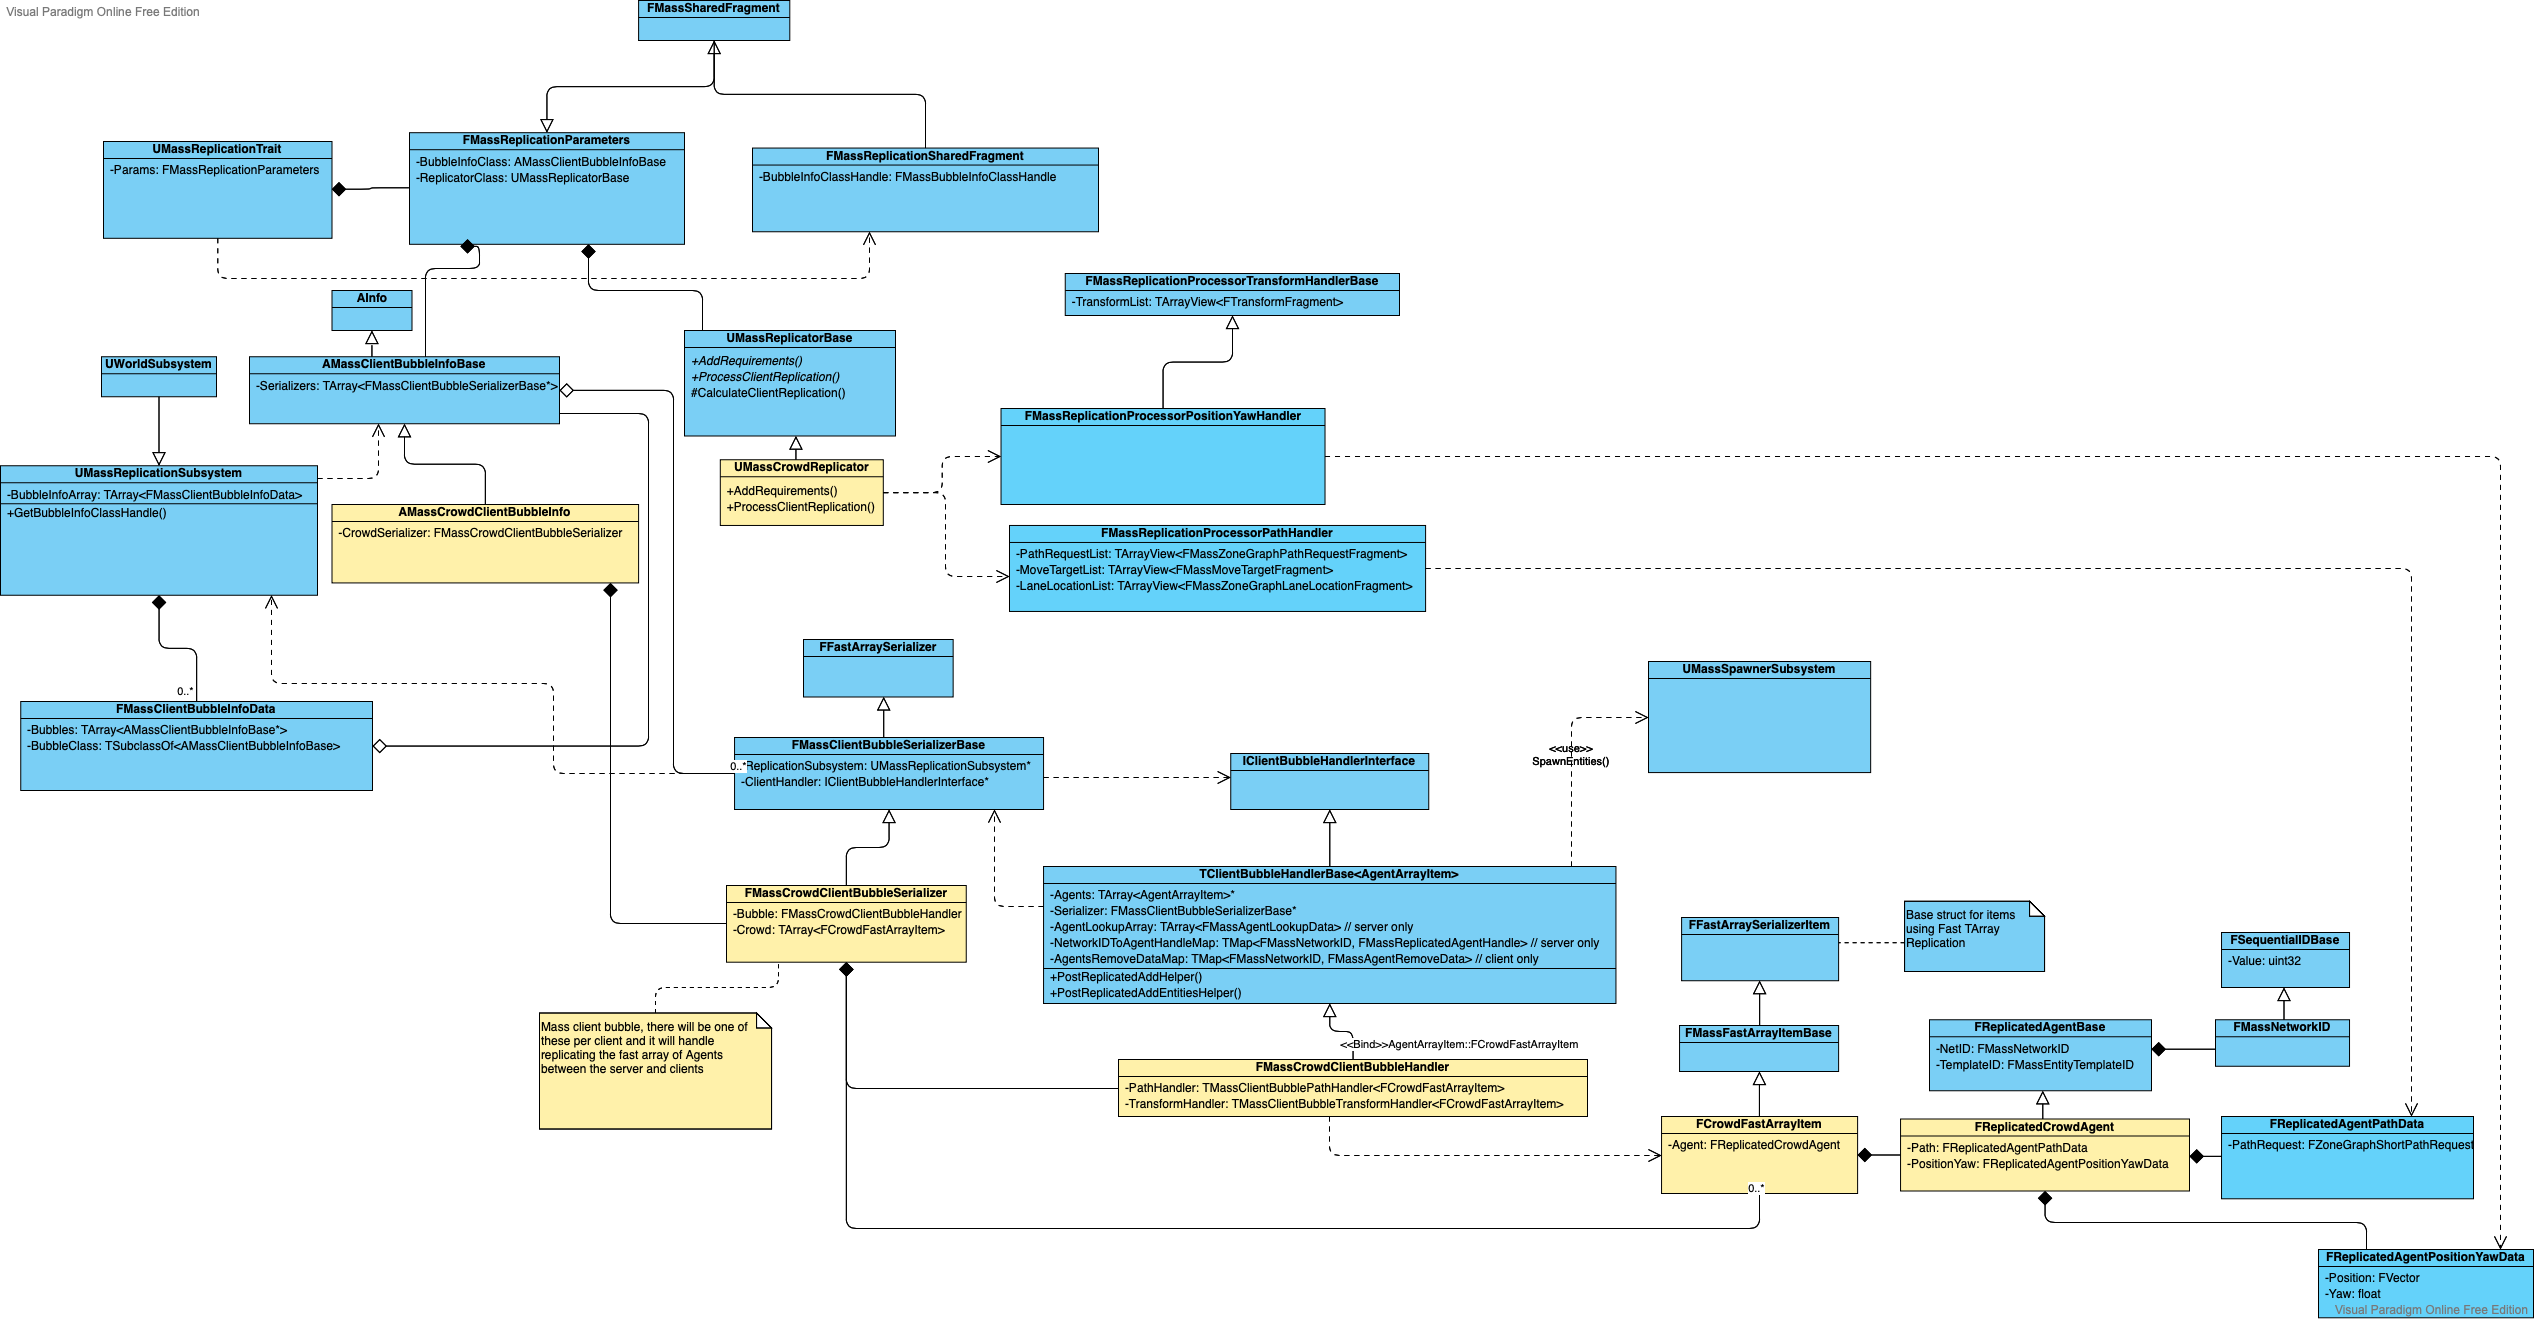 Visual Paradigm Online Free Edition
FMassSharedFragment
UMassReplicationTrait
-Params: FMassReplicationParameters
FMassReplicationParameters
-BubbleInfoClass: AMassClientBubbleInfoBase
-ReplicatorClass: UMassReplicatorBase
FMassReplicationSharedFragment
-BubbleInfoClassHandle: FMassBubbleInfoClassHandle
AInfo
FMassReplicationProcessorTransformHandlerBase
-TransformList: TArrayView<FTransformFragment>
UWorldSubsystem
AMassClientBubbleInfoBase
-Serializers: TArray<FMassClientBubbleSerializerBase*>
UMassReplicatorBase
+AddRequirements()
+ProcessClientReplication()
#CalculateClientReplication()
FMassReplicationProcessorPositionYawHandler
UMassReplicationSubsystem
-BubbleInfoArray: TArray<FMassClientBubbleInfoData>
+GetBubbleInfoClassHandle()
AMassCrowdClientBubbleInfo
-CrowdSerializer: FMassCrowdClientBubbleSerializer
UMassCrowdReplicator
+AddRequirements()
+ProcessClientReplication()
FMassReplicationProcessorPathHandler
-PathRequestList: TArrayView<FMassZoneGraphPathRequestFragment>
-MoveTargetList: TArrayView<FMassMoveTargetFragment>
-LaneLocationList: TArrayView<FMassZoneGraphLaneLocationFragment>
FFastArraySerializer
UMassSpawnerSubsystem
0..*
FMassClientBubbleInfoData
-Bubbles: TArray<AMassClientBubbleInfoBase*>
-BubbleClass: TSubclassOf<AMassClientBubbleInfoBase>
FMassClientBubbleSerializerBase
0..*
ReplicationSubsystem: UMassReplicationSubsystem*
-ClientHandler: IClientBubbleHandlerInterface*
IClientBubbleHandlerInterface
<<use>>
SpawnEntities()
FMassCrowdClientBubbleSerializer
-Bubble: FMassCrowdClientBubbleHandler
-Crowd: TArray<FCrowdFastArrayItem>
TClientBubbleHandlerBase<AgentArrayItem>
-Agents: TArray<AgentArrayItem>*
-Serializer: FMassClientBubbleSerializerBase*
-AgentLookupArray: TArray<FMassAgentLookupData> // server only
-NetworkIDToAgentHandleMap: TMap<FMassNetworkID, FMassReplicatedAgentHandle> // server only
-AgentsRemoveDataMap: TMap<FMassNetworkID, FMassAgentRemoveData> // client only
+PostReplicatedAddHelper()
+PostReplicatedAddEntitiesHelper()
FFastArraySerializerItem
Base struct for items
using Fast TArray
Replication
FSequentialIDBase
-Value: uint32
Mass client bubble, there will be one of
these per client and it will handle
replicating the fast array of Agents
between the server and clients
<<Bind>>AgentArrayItem::FCrowdFastArrayItem
FMassCrowdClientBubbleHandler
-PathHandler: TMassClientBubblePathHandler<FCrowdFastArrayItem>
-TransformHandler: TMassClientBubbleTransformHandler<FCrowdFastArrayItem>
FMassFastArrayItemBase
FReplicatedAgentBase
-NetID: FMassNetworkID
-TemplateID: FMassEntityTemplateID
FMassNetworkID
FCrowdFastArrayItem
-Agent: FReplicatedCrowdAgent
0..*
FReplicatedCrowdAgent
-Path: FReplicatedAgentPathData
-PositionYaw: FReplicatedAgentPositionYawData
FReplicatedAgentPathData
-PathRequest: FZoneGraphShortPathRequest
FReplicatedAgentPositionYawData
-Position: FVector
-Yaw: float
Visual Paradigm Online Free Edition